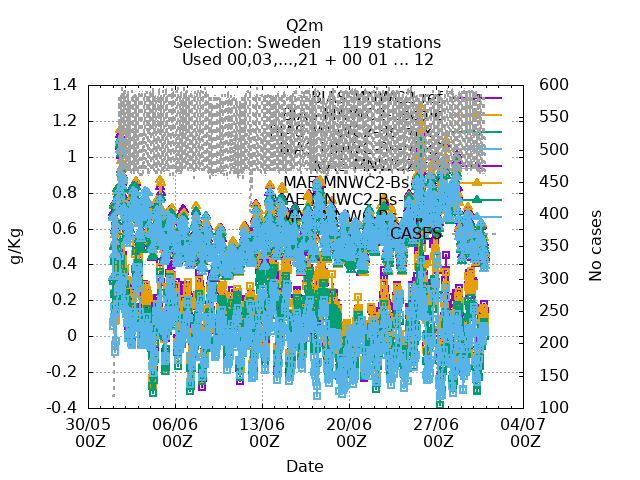 Q2m
Selection: Sweden 119 stations
Used 00,03,...,21 + 00 01 ... 12
1.4
1.2
1
0.8
0.6
0.4
0.2
0
-0.2
-0.4
g/Kg
600
550
500
450
400
350
300
250
200
150
100
No cases
MAE MNWC2-Bs
CASES
30/05 06/06 13/06 20/06 27/06 04/07
00Z 00Z 00Z 00Z 00Z 00Z
Date